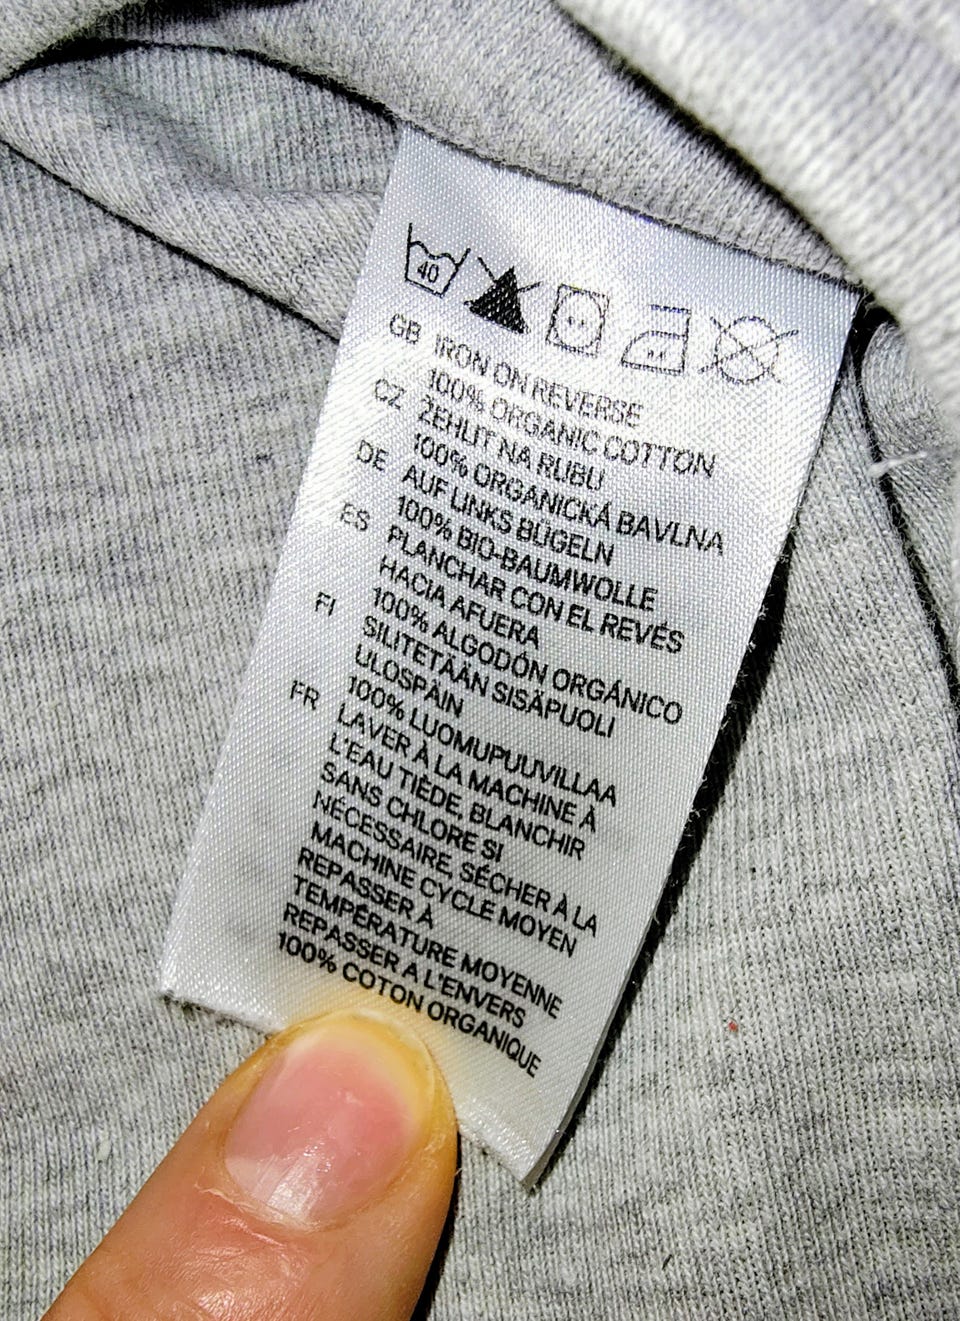 40
GB IRON ON REVERSE
100% ORGANIC COTTON
CZ ŽEHLIT NA RUBU
100% ORGANICKÁ BAVLNA
DE AUF LINKS BÜGELN
100% BIO-BAUMWOLLE
ES PLANCHAR CON EL REVÉS
HACIA AFUERA
100% ALGODÓN ORGÁNICO
FI SILITETÄÄN SISÄPUOLI
ULOSPÄIN
100% LUOMUPUUVILLAA
FR LAVER À LA MACHINE À
L'EAU TIÈDE, BLANCHIR
SANS CHLORE SI
NÉCESSAIRE, SÉCHER À LA
MACHINE CYCLE MOYEN
REPASSER À
TEMPÉRATURE MOYENNE
REPASSER A L'ENVERS
100% COTON ORGANIQUE